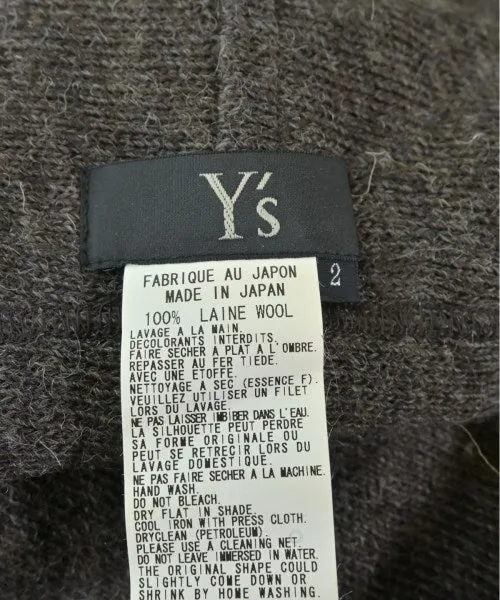 Y's
2
FABRIQUE AU JAPON
MADE IN JAPAN
100% LAINE WOOL
LAVAGE A LA MAIN.
DECOLORANTS INTERDITS.
FAIRE SECHER A PLAT A L'OMBRE.
REPASSER AU FER TIEDE.
AVEC UNE ETOFFE.
NETTOYAGE A SEC (ESSENCE F).
VEUILLEZ UTILISER UN FILET
LORS DU LAVAGE.
NE PAS LAISSER IMBIBER DANS L'EAU.
LA SILHOUETTE PEUT PERDRE
SA FORME ORIGINALE OU
PEUT SE RETRECIR LORS DU
LAVAGE DOMESTIQUE.
NE PAS FAIRE SECHER A LA MACHINE.
HAND WASH.
DO NOT BLEACH.
DRY FLAT IN SHADE.
COOL IRON WITH PRESS CLOTH.
DRYCLEAN (PETROLEUM).
PLEASE USE A CLEANING NET.
DO NOT LEAVE IMMERSED IN WATER.
THE ORIGINAL SHAPE COULD
SLIGHTLY COME DOWN OR
SHRINK BY HOME WASHING.